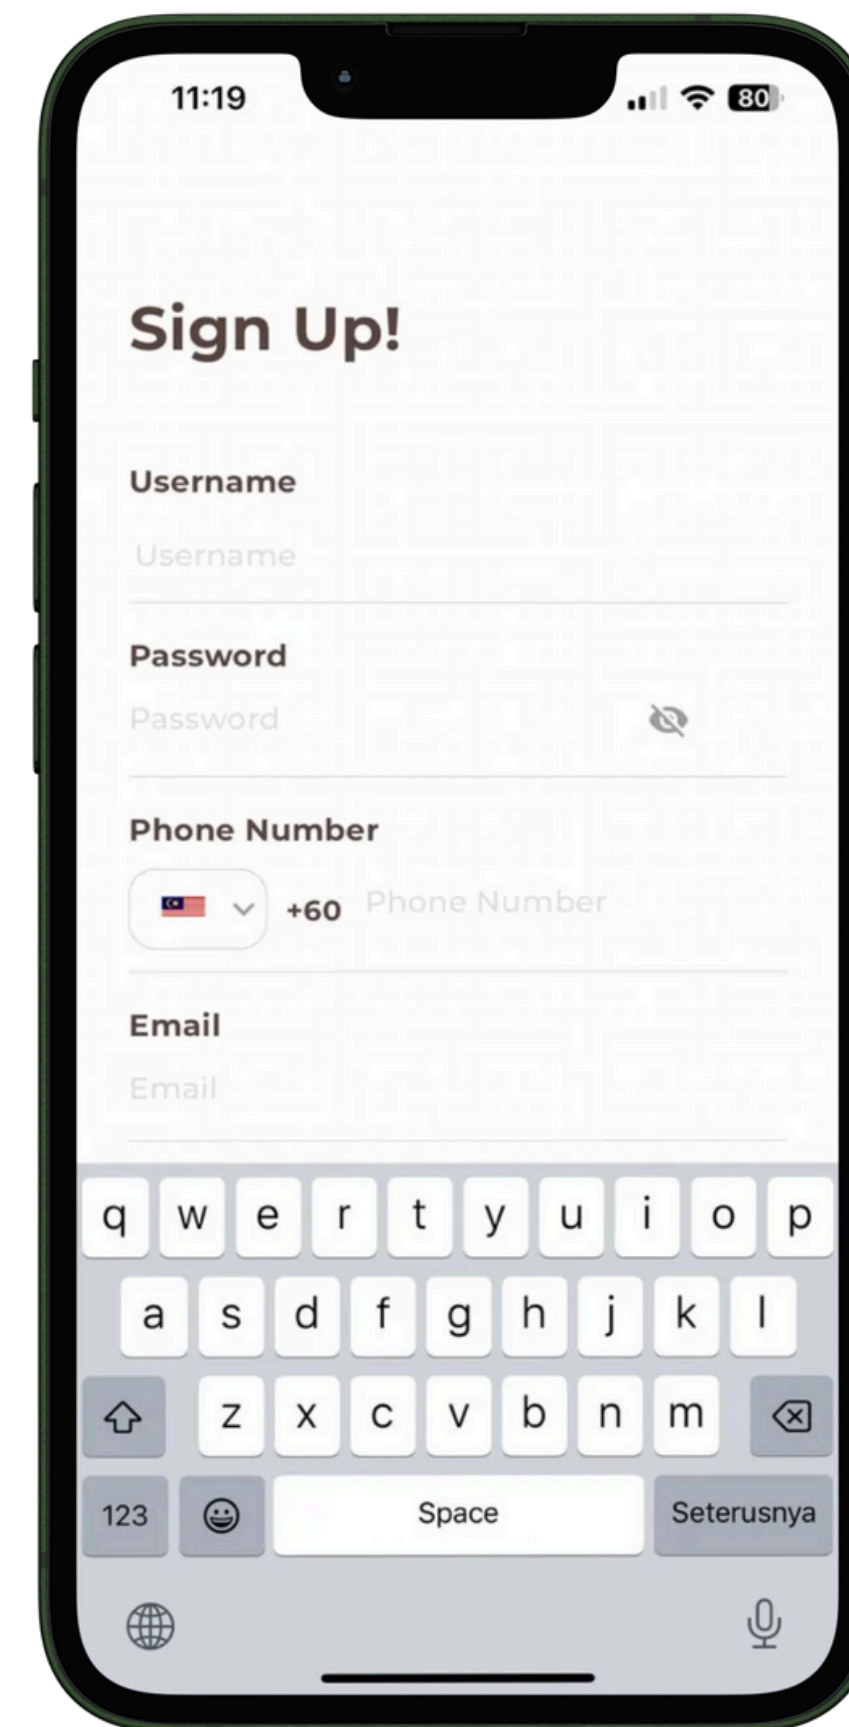 11:19
80
Sign Up!
Username
Username
Password
Password
Phone Number
+60 Phone Number
Email
Email
q w e r t y u i o p
a s d f g h j k l
z x c v b n m
123 Space Seterusnya